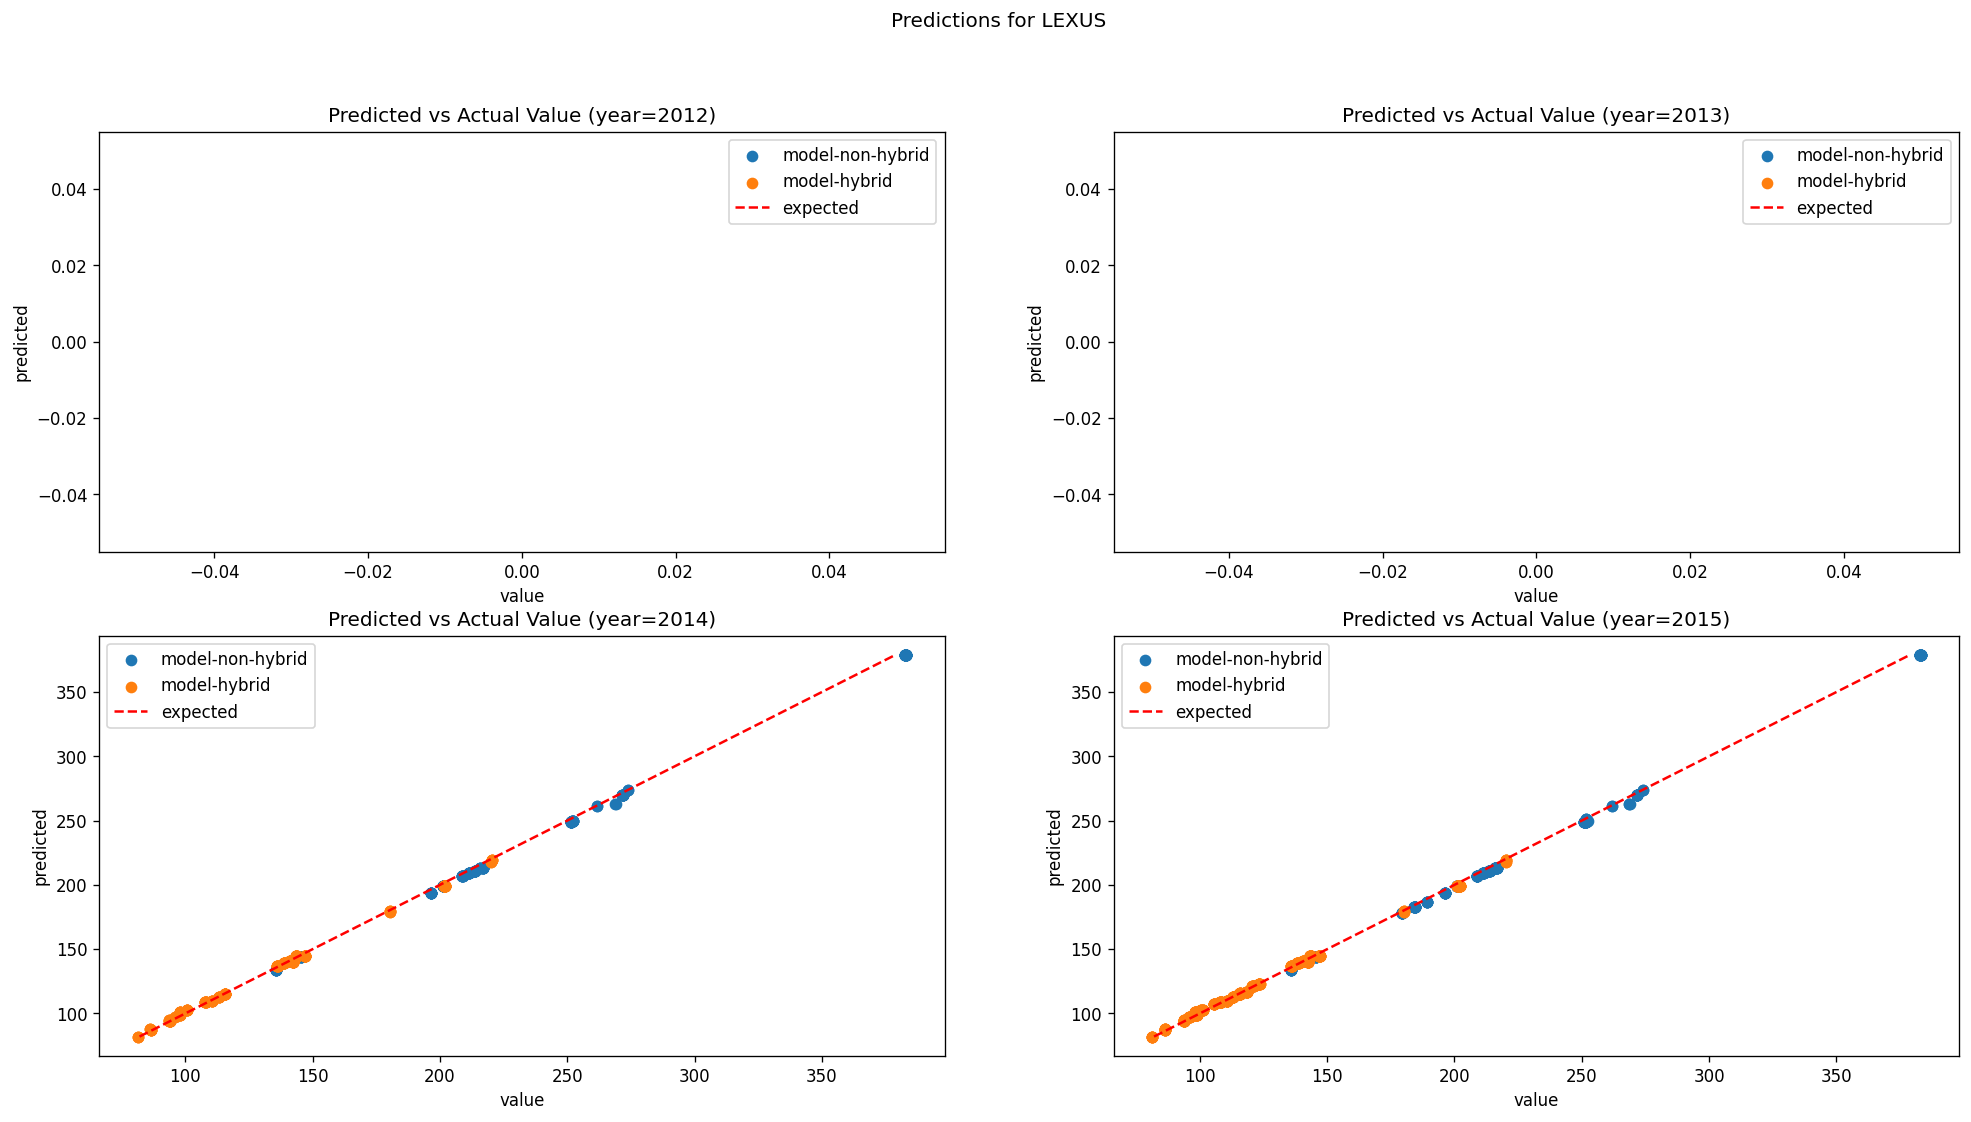 Predictions for LEXUS
Predicted vs Actual Value (year=2012)
model-non-hybrid
model-hybrid
expected
0.04
0.02
0.00
−0.02
−0.04
predicted
−0.04 −0.02 0.00 0.02 0.04
value
Predicted vs Actual Value (year=2013)
model-non-hybrid
model-hybrid
expected
0.04
0.02
0.00
−0.02
−0.04
predicted
−0.04 −0.02 0.00 0.02 0.04
value
Predicted vs Actual Value (year=2014)
model-non-hybrid
model-hybrid
expected
350
300
250
200
150
100
predicted
100 150 200 250 300 350
value
Predicted vs Actual Value (year=2015)
model-non-hybrid
model-hybrid
expected
350
300
250
200
150
100
predicted
100 150 200 250 300 350
value